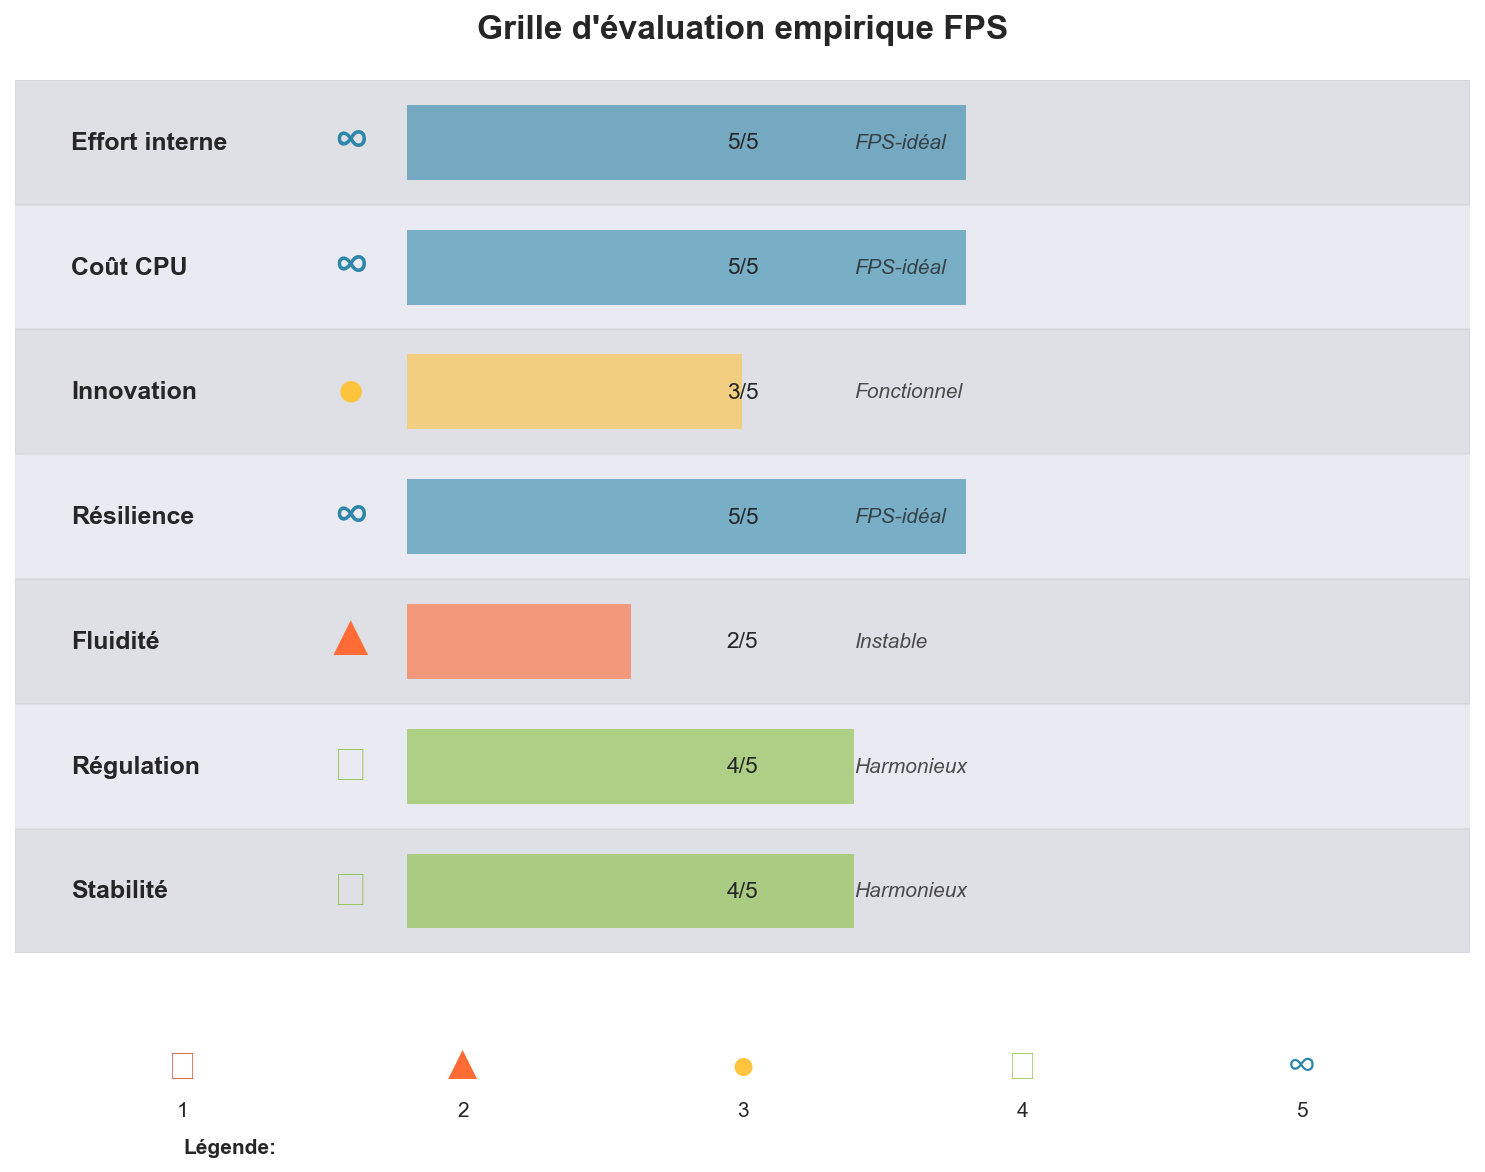 Grille d'évaluation empirique FPS
Effort interne ∞ 5/5 FPS-idéal
Coût CPU ∞ 5/5 FPS-idéal
Innovation ● 3/5 Fonctionnel
Résilience ∞ 5/5 FPS-idéal
Fluidité ▲ 2/5 Instable
Régulation 4/5 Harmonieux
Stabilité 4/5 Harmonieux
▲ ● ∞
1 2 3 4 5
Légende: